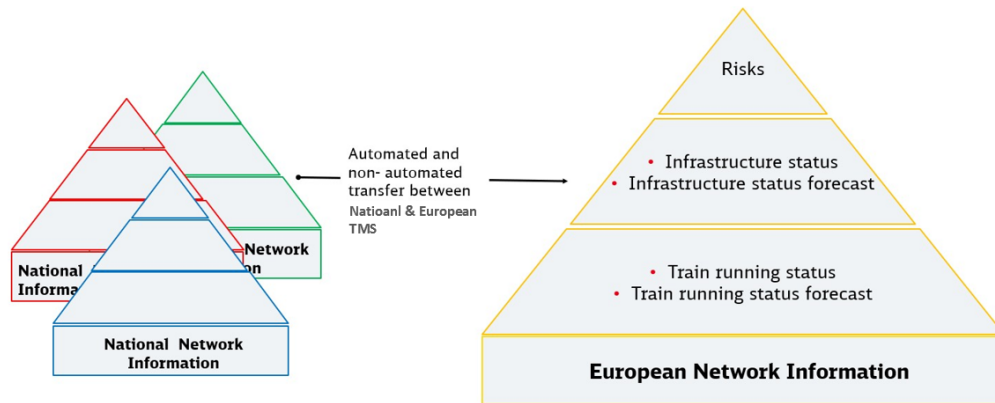 Risks
Automated and
non- automated
transfer between
Natioanl & European
TMS
• Infrastructure status
• Infrastructure status forecast
Network
National
Informa
National Network
Information
• Train running status
• Train running status forecast
European Network Information